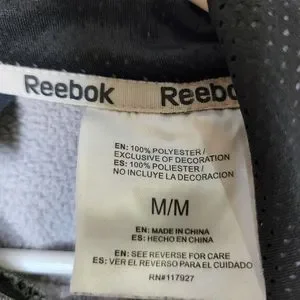 Reebok Reebok
EN: 100% POLYESTER /
EXCLUSIVE OF DECORATION
ES: 100% POLIESTER /
NO INCLUYE LA DECORACION
M/M
EN: MADE IN CHINA
ES: HECHO EN CHINA
EN: SEE REVERSE FOR CARE
ES: VER EL REVERSO PARA EL CUIDADO
RN#117927